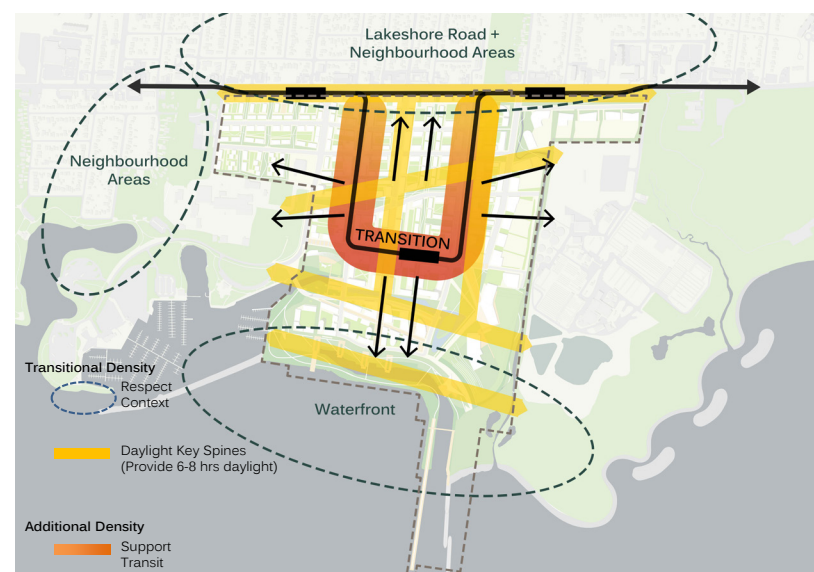 Lakeshore Road +
Neighbourhood Areas
Neighbourhood
Areas
TRANSITION
Waterfront
Transitional Density
Respect
Context
Daylight Key Spines
(Provide 6-8 hrs daylight)
Additional Density
Support
Transit